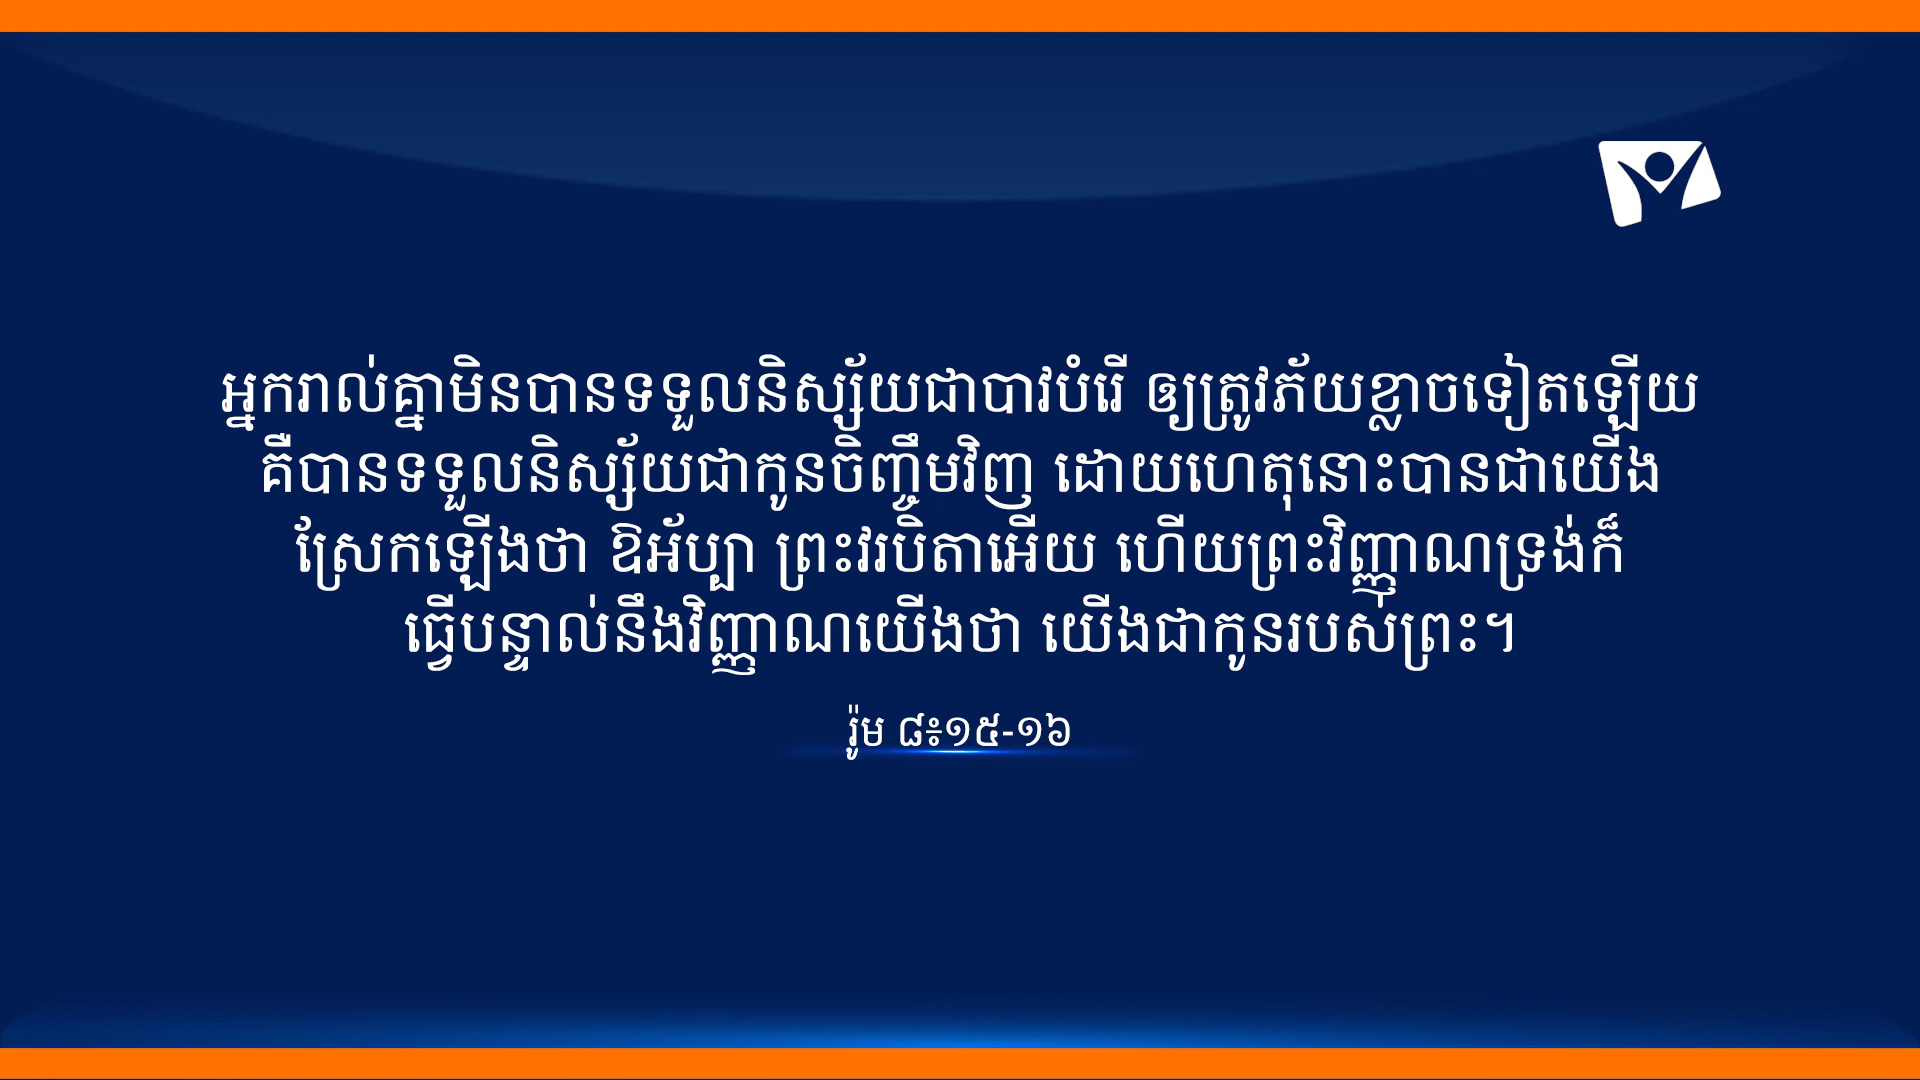 អ្នករាល់គ្នាមិនបានទទួលនិស្ស័យជាបាវបំរើ ឲ្យត្រូវភ័យខ្លាចទៀតឡើយ
គឺបានទទួលនិស្ស័យជាកូនចិញ្ចឹមវិញ ដោយហេតុនោះបានជាយើង
ស្រែកឡើងថា ឱអ័ប្បា ព្រះវរបិតាអើយ ហើយព្រះវិញ្ញាណទ្រង់ក៏
ធ្វើបន្ទាល់នឹងវិញ្ញាណយើងថា យើងជាកូនរបស់ព្រះ។
រ៉ូម ៨៖១៥-១៦